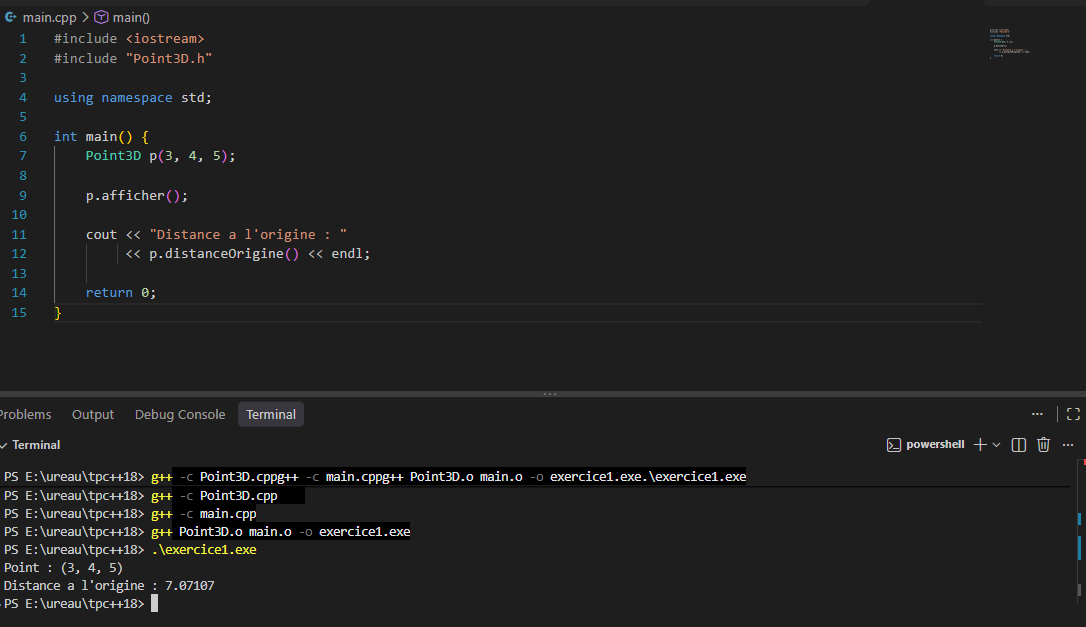 main.cpp > main()
1 #include <iostream>
2 #include "Point3D.h"
3
4 using namespace std;
5
6 int main() {
7     Point3D p(3, 4, 5);
8
9     p.afficher();
10
11     cout << "Distance a l'origine : "
12          << p.distanceOrigine() << endl;
13
14     return 0;
15 }
Problems Output Debug Console Terminal
Terminal powershell
PS E:\ureau\tpc++18> g++ -c Point3D.cppg++ -c main.cppg++ Point3D.o main.o -o exercice1.exe.\exercice1.exe
PS E:\ureau\tpc++18> g++ -c Point3D.cpp
PS E:\ureau\tpc++18> g++ -c main.cpp
PS E:\ureau\tpc++18> g++ Point3D.o main.o -o exercice1.exe
PS E:\ureau\tpc++18> .\exercice1.exe
Point : (3, 4, 5)
Distance a l'origine : 7.07107
PS E:\ureau\tpc++18>